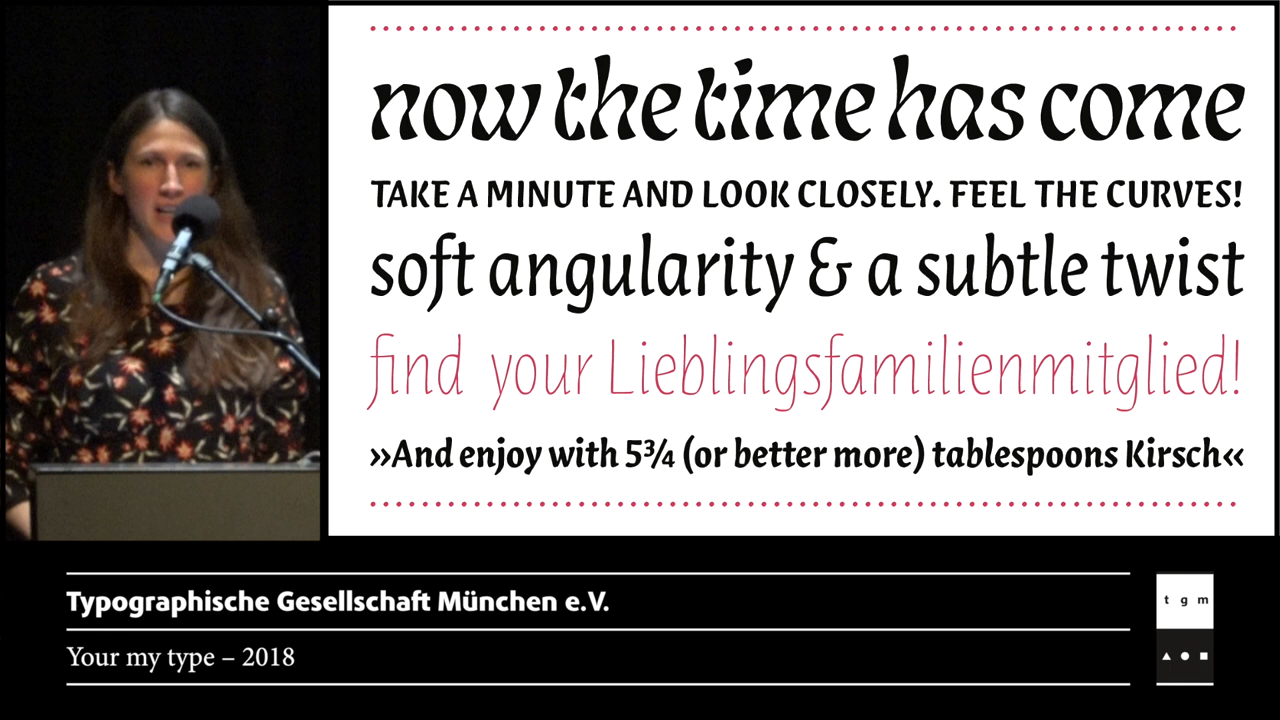 now the time has come
TAKE A MINUTE AND LOOK CLOSELY. FEEL THE CURVES!
soft angularity & a subtle twist
find your Lieblingsfamilienmitglied!
»And enjoy with 5¾ (or better more) tablespoons Kirsch«
Typographische Gesellschaft München e.V.
Your my type – 2018
t g m